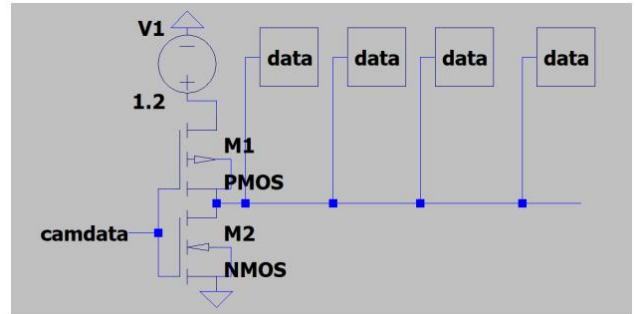 V1
data data data data
1.2
M1
PMOS
camdata
M2
NMOS